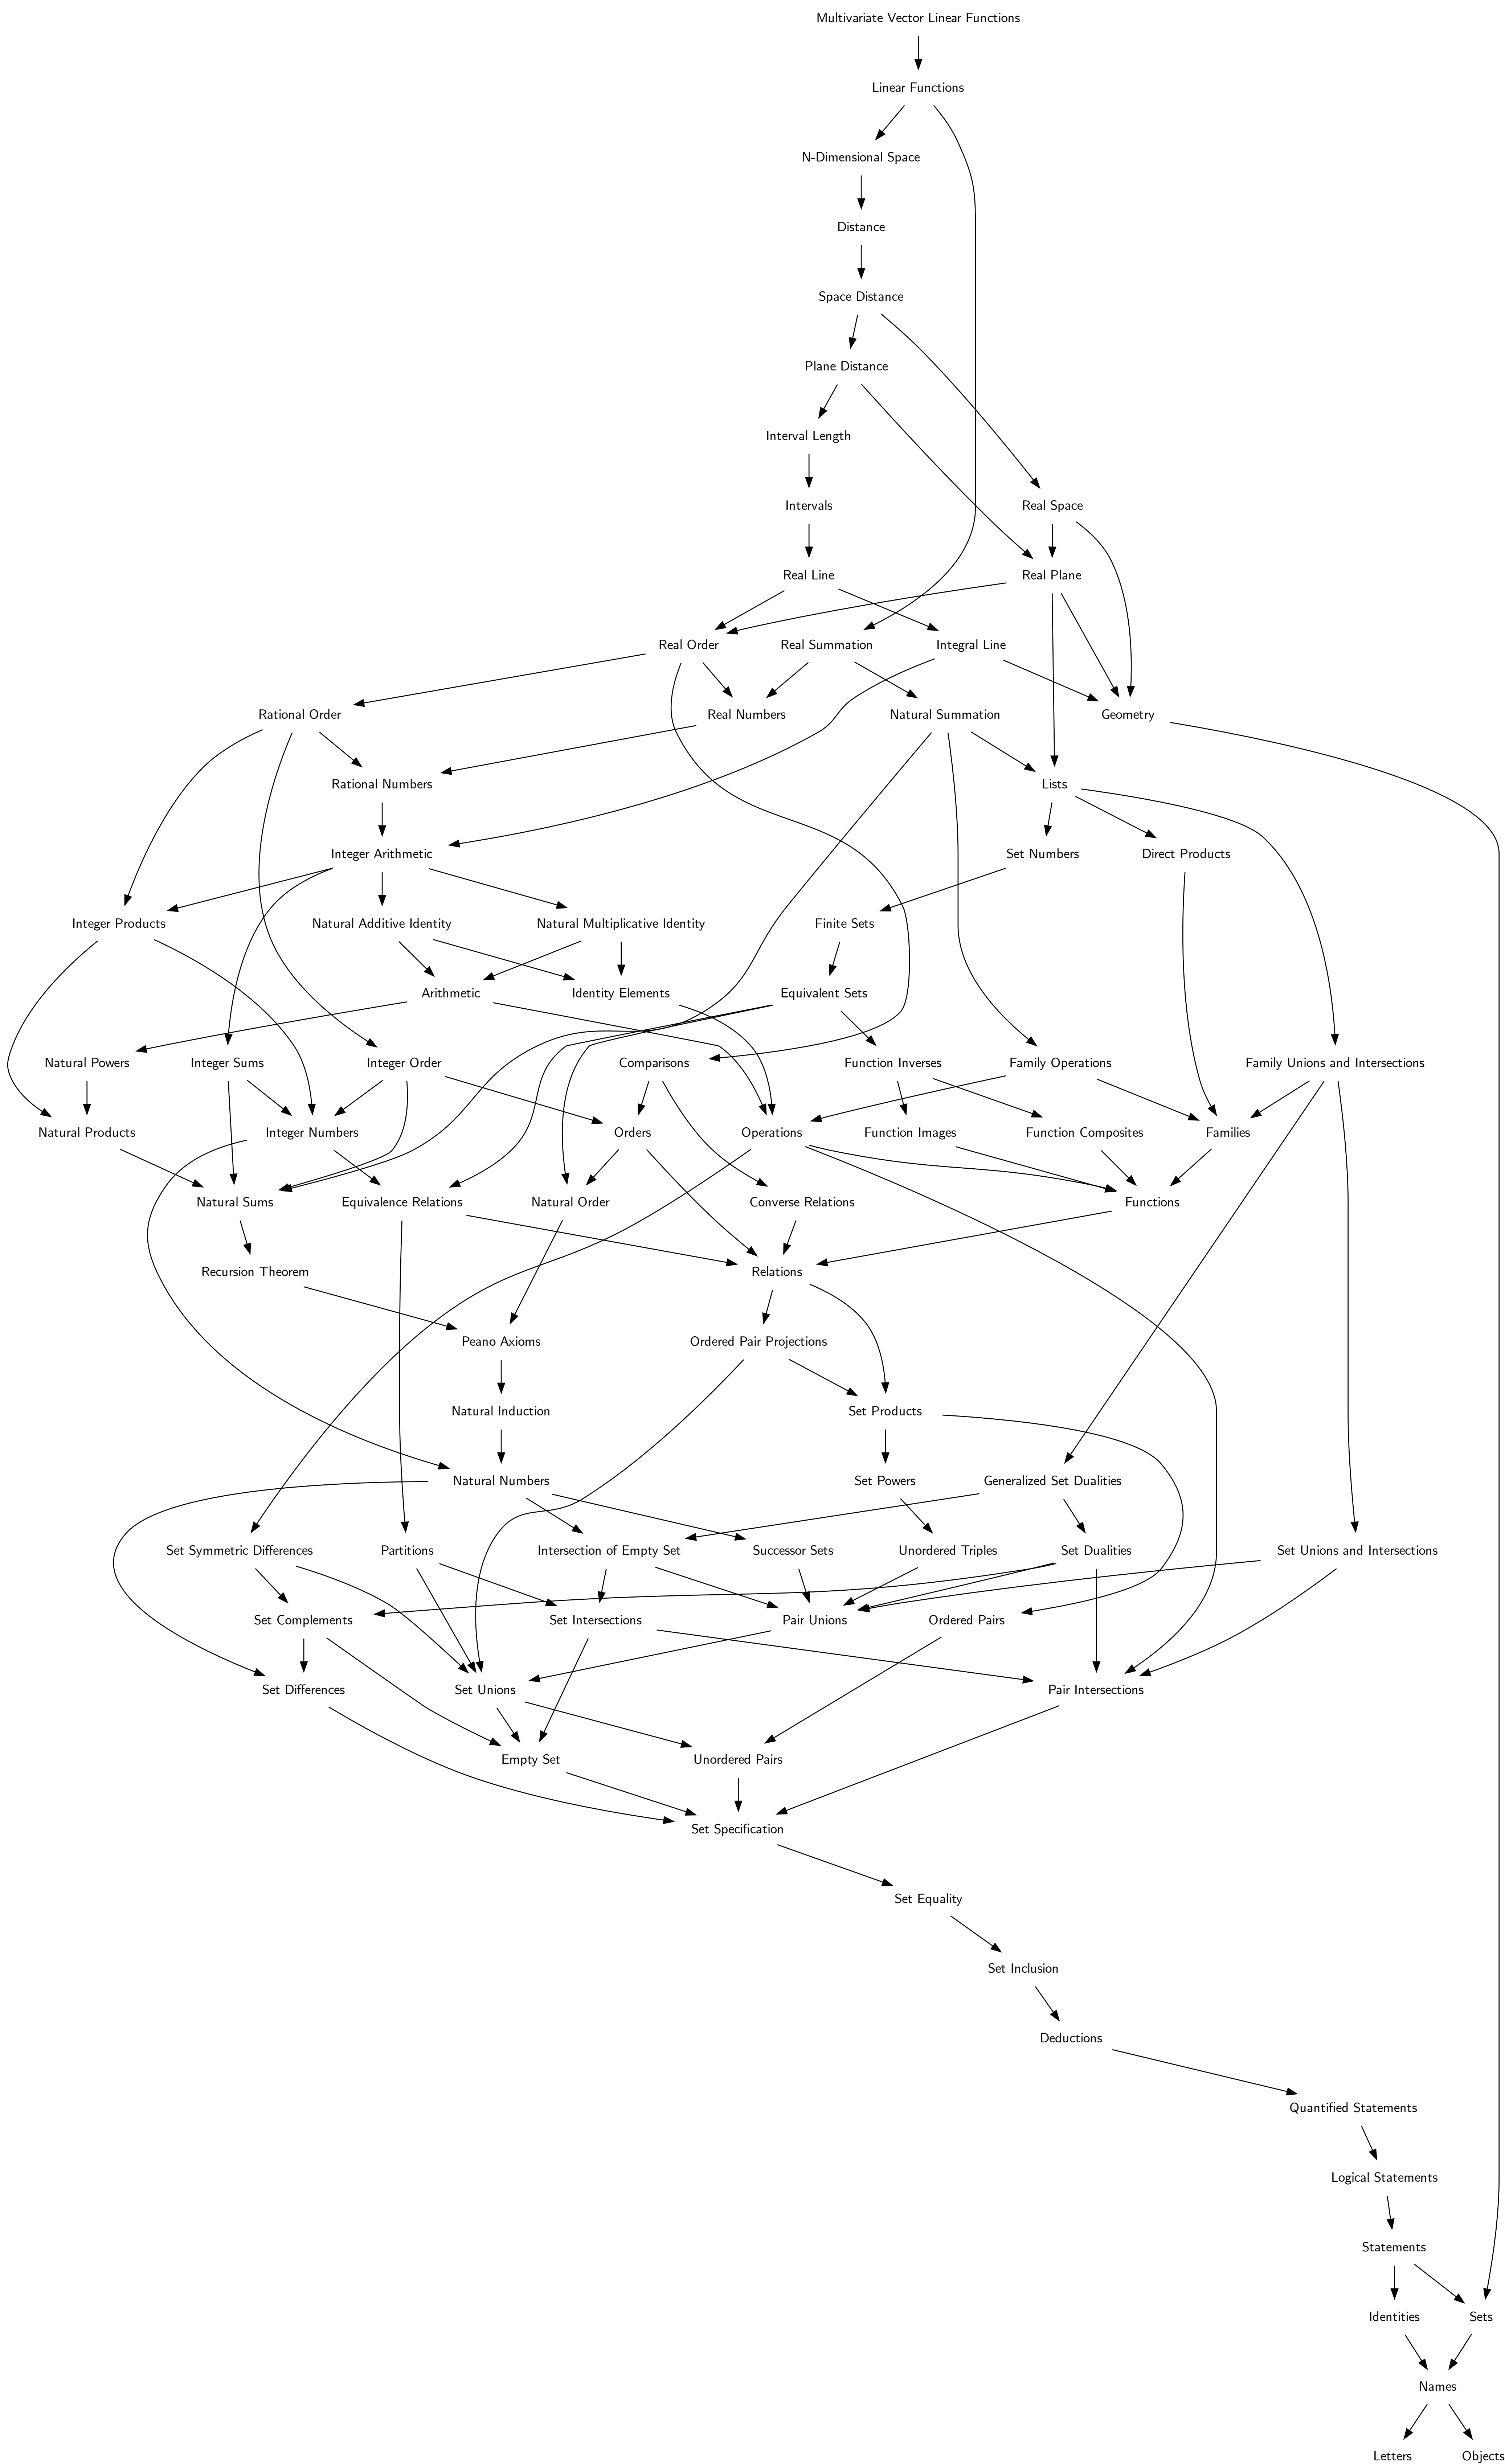 Multivariate Vector Linear Functions
Linear Functions
N-Dimensional Space
Distance
Space Distance
Plane Distance
Interval Length
Intervals
Real Space
Real Line
Real Plane
Real Order
Real Summation
Integral Line
Rational Order
Real Numbers
Natural Summation
Geometry
Rational Numbers
Lists
Integer Arithmetic
Set Numbers
Direct Products
Integer Products
Natural Additive Identity
Natural Multiplicative Identity
Finite Sets
Arithmetic
Identity Elements
Equivalent Sets
Natural Powers
Integer Sums
Integer Order
Comparisons
Function Inverses
Family Operations
Family Unions and Intersections
Natural Products
Integer Numbers
Orders
Operations
Function Images
Function Composites
Families
Natural Sums
Equivalence Relations
Natural Order
Converse Relations
Functions
Recursion Theorem
Relations
Peano Axioms
Ordered Pair Projections
Natural Induction
Set Products
Natural Numbers
Set Powers
Generalized Set Dualities
Set Symmetric Differences
Partitions
Intersection of Empty Set
Successor Sets
Unordered Triples
Set Dualities
Set Unions and Intersections
Set Complements
Set Intersections
Pair Unions
Ordered Pairs
Set Differences
Set Unions
Pair Intersections
Empty Set
Unordered Pairs
Set Specification
Set Equality
Set Inclusion
Deductions
Quantified Statements
Logical Statements
Statements
Identities
Sets
Names
Letters
Objects